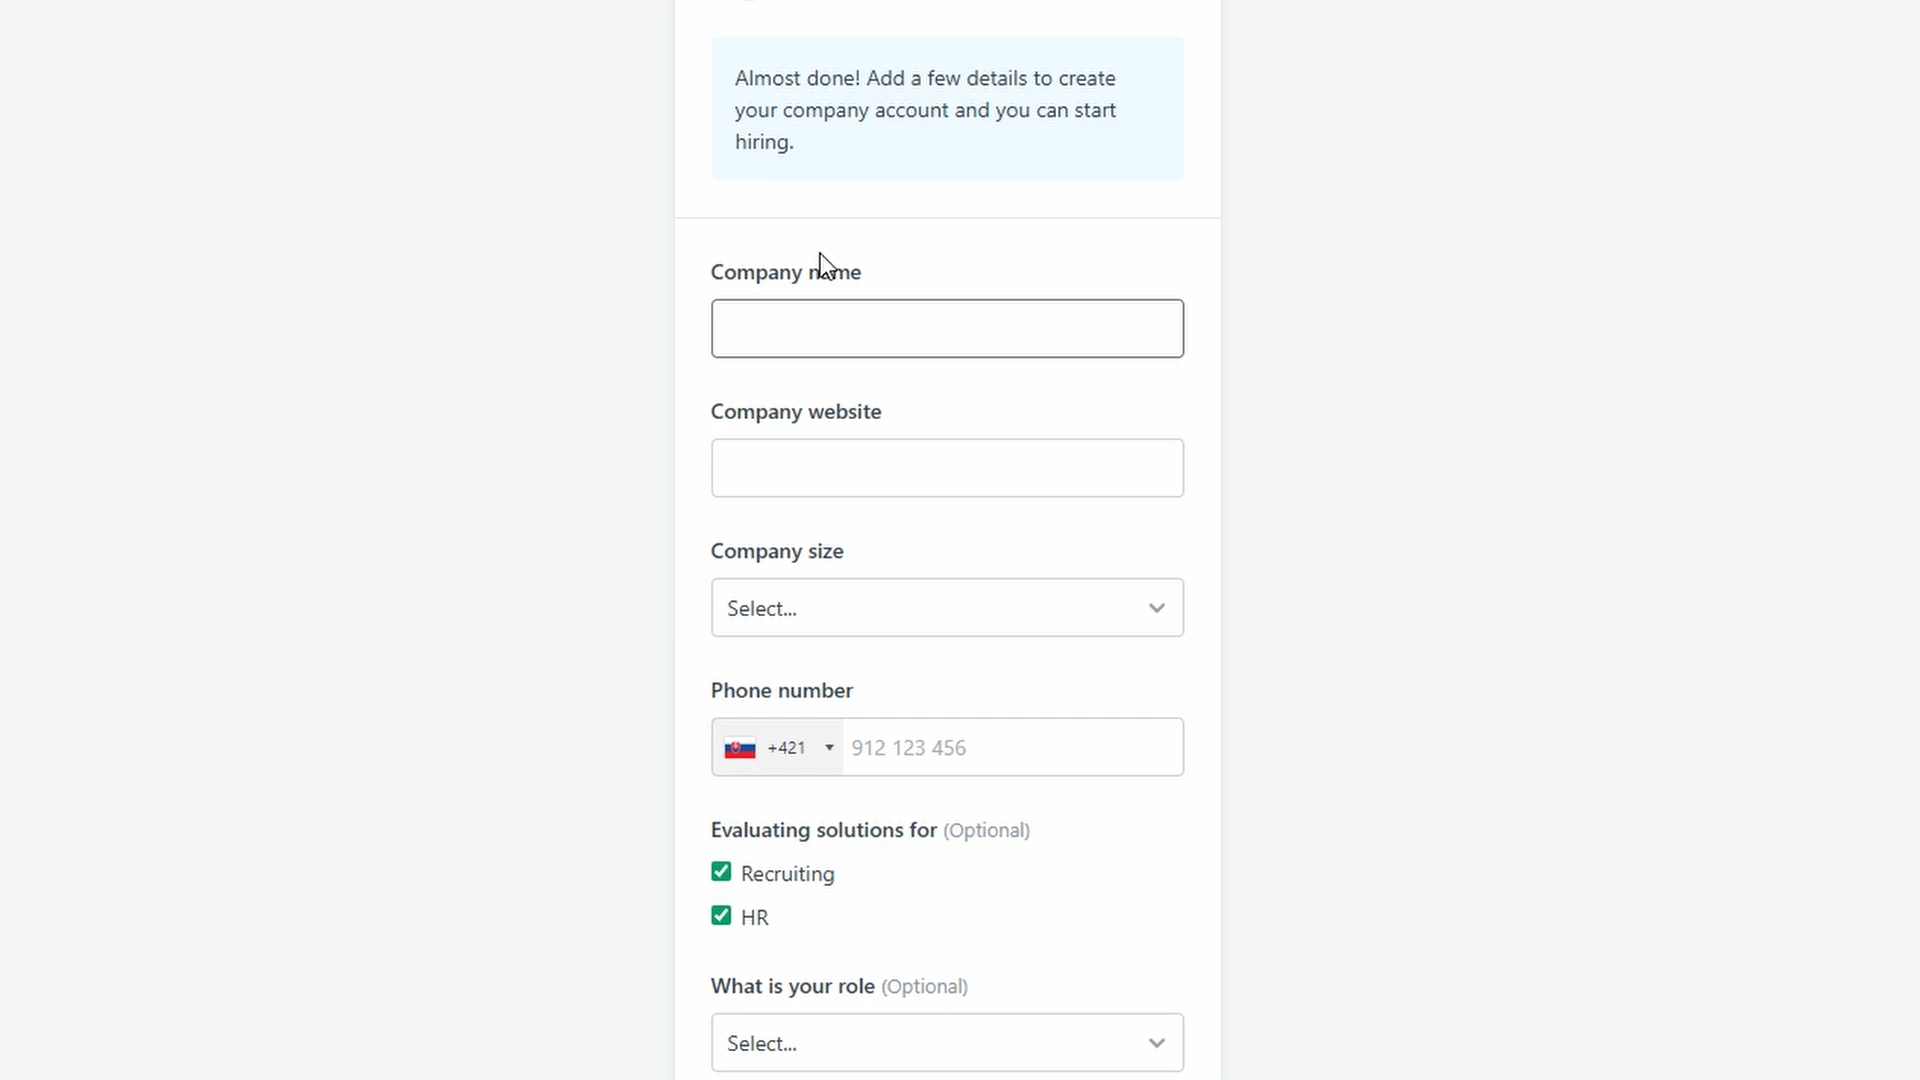 Almost done! Add a few details to create
your company account and you can start
hiring.
Company name
Company website
Company size
Select...
Phone number
+421 912 123 456
Evaluating solutions for (Optional)
Recruiting
HR
What is your role (Optional)
Select...